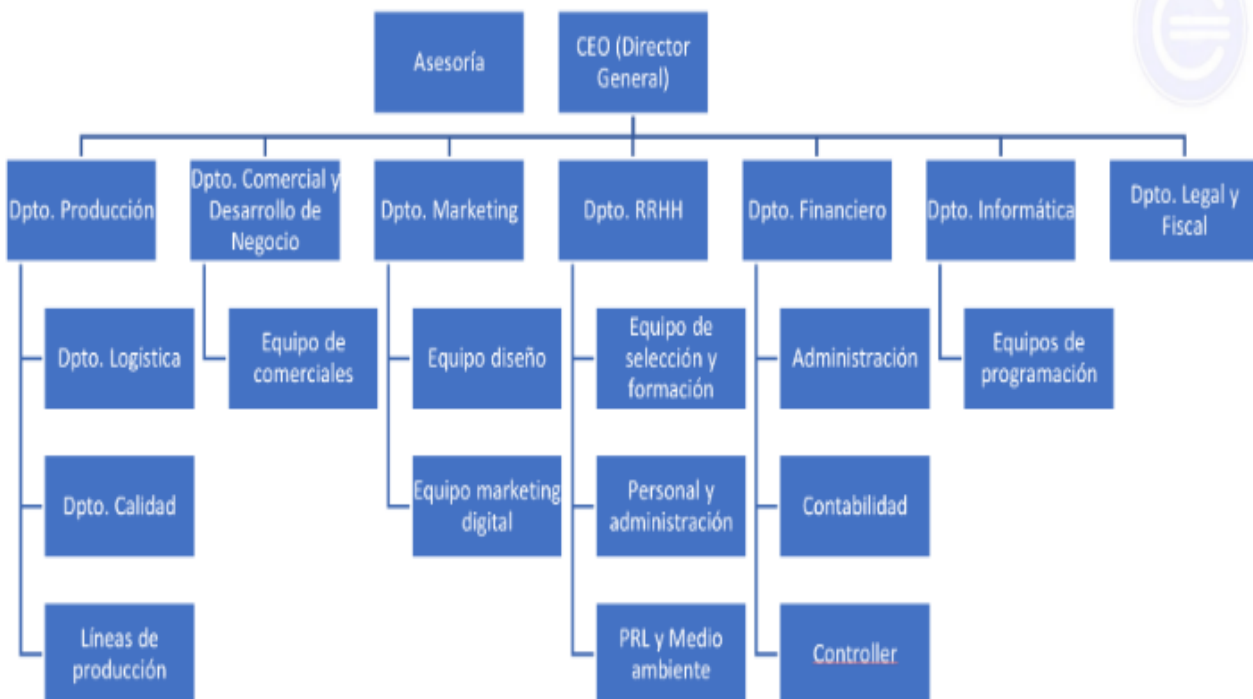 Asesoría
CEO (Director
General)
Dpto. Producción
Dpto. Comercial y
Desarrollo de
Negocio
Dpto. Marketing
Dpto. RRHH
Dpto. Financiero
Dpto. Informática
Dpto. Legal y
Fiscal
Dpto. Logística
Equipo de
comerciales
Equipo diseño
Equipo de
selección y
formación
Administración
Equipos de
programación
Dpto. Calidad
Equipo marketing
digital
Personal y
administración
Contabilidad
Líneas de
producción
PRL y Medio
ambiente
Controller